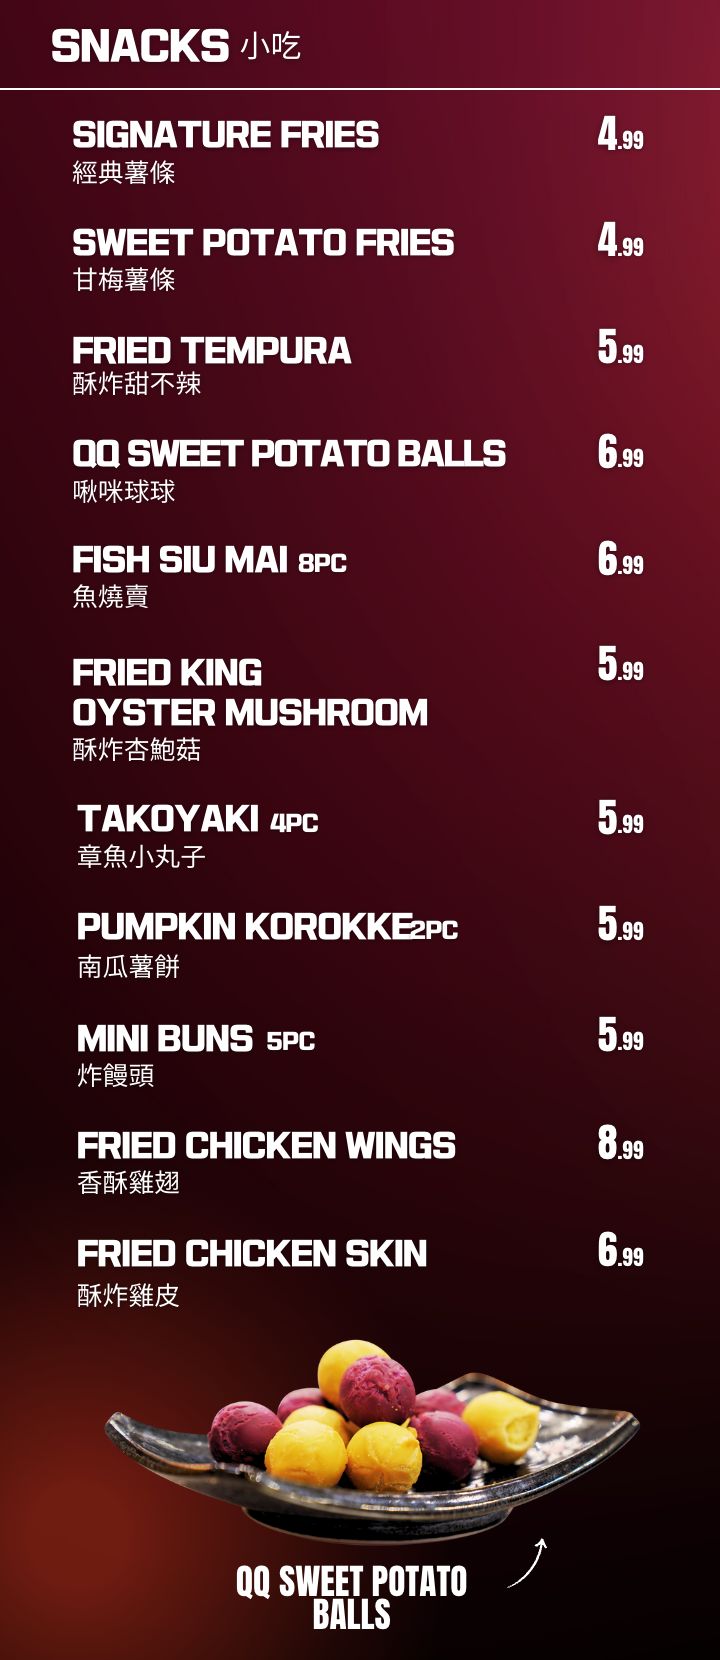 SNACKS 小吃
SIGNATURE FRIES 4.99
經典薯條
SWEET POTATO FRIES 4.99
甘梅薯條
FRIED TEMPURA 5.99
酥炸甜不辣
QQ SWEET POTATO BALLS 6.99
啾咪球球
FISH SIU MAI 8PC 6.99
魚燒賣
FRIED KING 5.99
OYSTER MUSHROOM
酥炸杏鮑菇
TAKOYAKI 4PC 5.99
章魚小丸子
PUMPKIN KOROKKE2PC 5.99
南瓜薯餅
MINI BUNS 5PC 5.99
炸饅頭
FRIED CHICKEN WINGS 8.99
香酥雞翅
FRIED CHICKEN SKIN 6.99
酥炸雞皮
QQ SWEET POTATO
BALLS